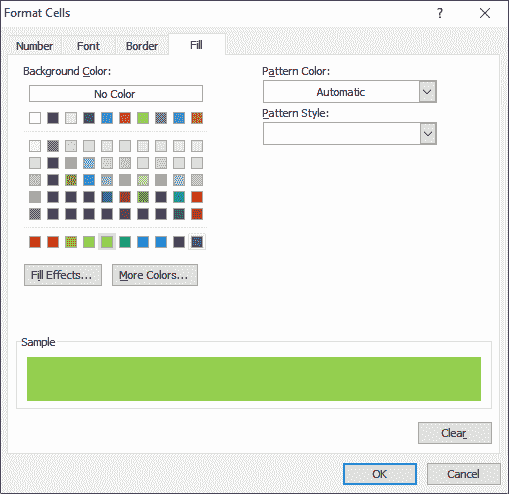 Format Cells
Number Font Border Fill
Background Color:
No Color
Pattern Color:
Automatic
Pattern Style:
Fill Effects...
More Colors...
Sample
Clear
OK
Cancel